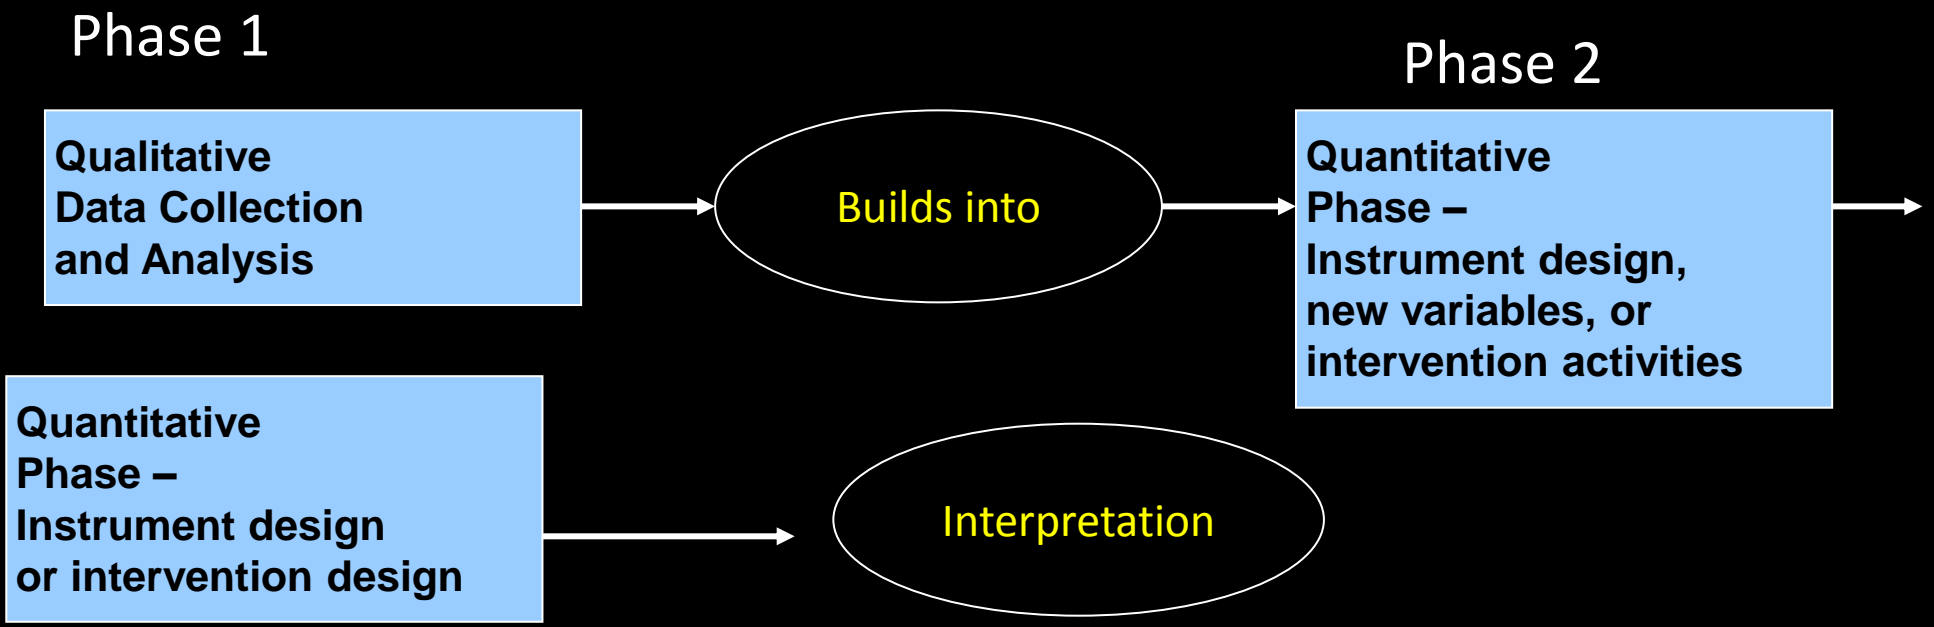 Phase 1
Phase 2
Qualitative
Data Collection
and Analysis
Builds into
Quantitative
Phase –
Instrument design,
new variables, or
intervention activities
Quantitative
Phase –
Instrument design
or intervention design
Interpretation